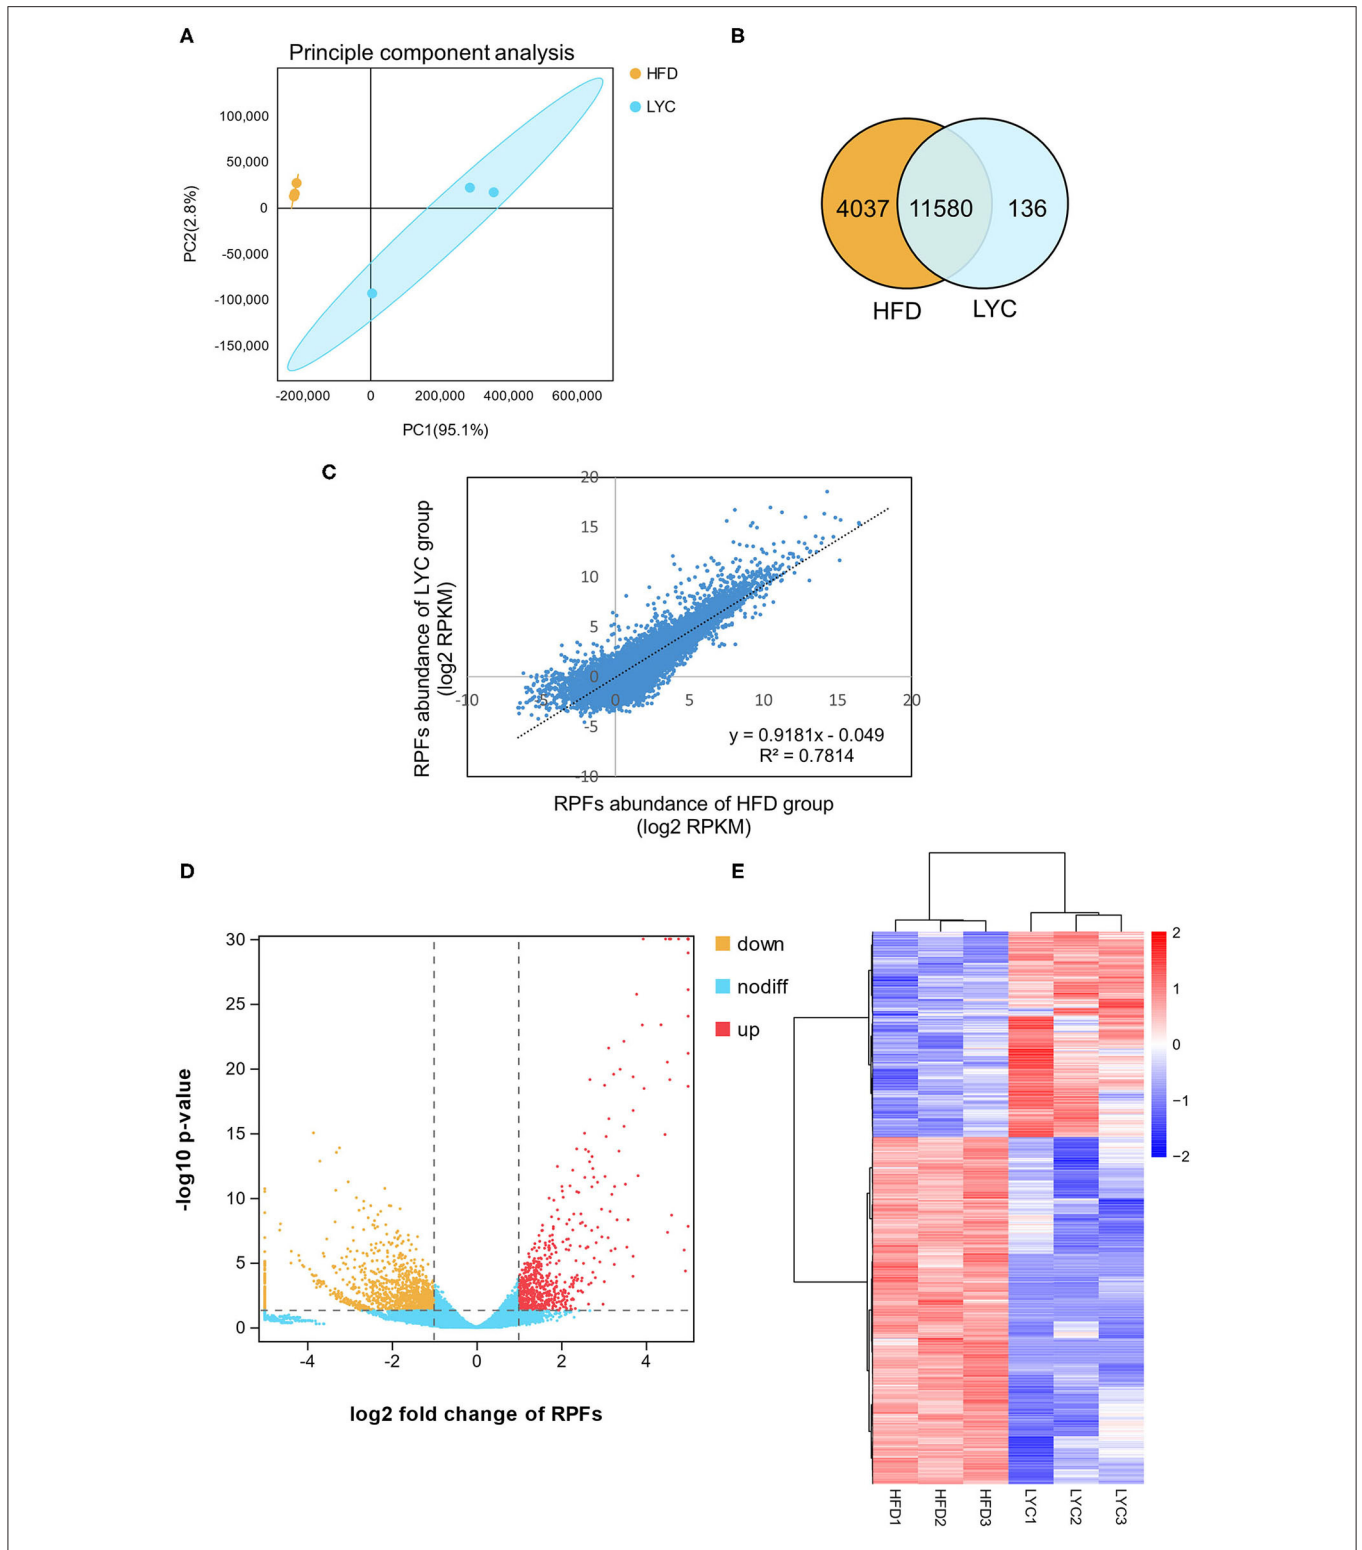 A
Principle component analysis
HFD
LYC
100,000
50,000
0
-50,000
-100,000
-150,000
PC2(2.8%)
-200,000 0 200,000 400,000 600,000
PC1(95.1%)
B
4037 11580 136
HFD LYC
C
20
15
10
5
0
-10 0 5 10 15 20
-5
-10
y = 0.9181x - 0.049
R² = 0.7814
RPFs abundance of LYC group
(log2 RPKM)
RPFs abundance of HFD group
(log2 RPKM)
D
30
25
20
15
10
5
0
-log10 p-value
-4 -2 0 2 4
log2 fold change of RPFs
down
nodiff
up
E
2
1
0
−1
−2
HFD1
HFD2
HFD3
LYC1
LYC2
LYC3